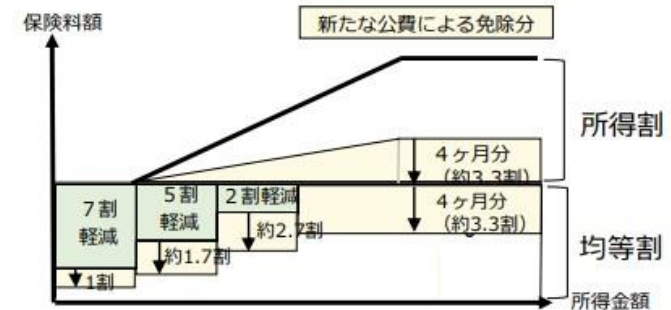 保険料額
新たな公費による免除分
所得割
4ヶ月分
(約3.3割)
7割
軽減
5割
軽減
2割軽減
4ヶ月分
(約3.3割)
約2.7割
約1.7割
1割
均等割
所得金額